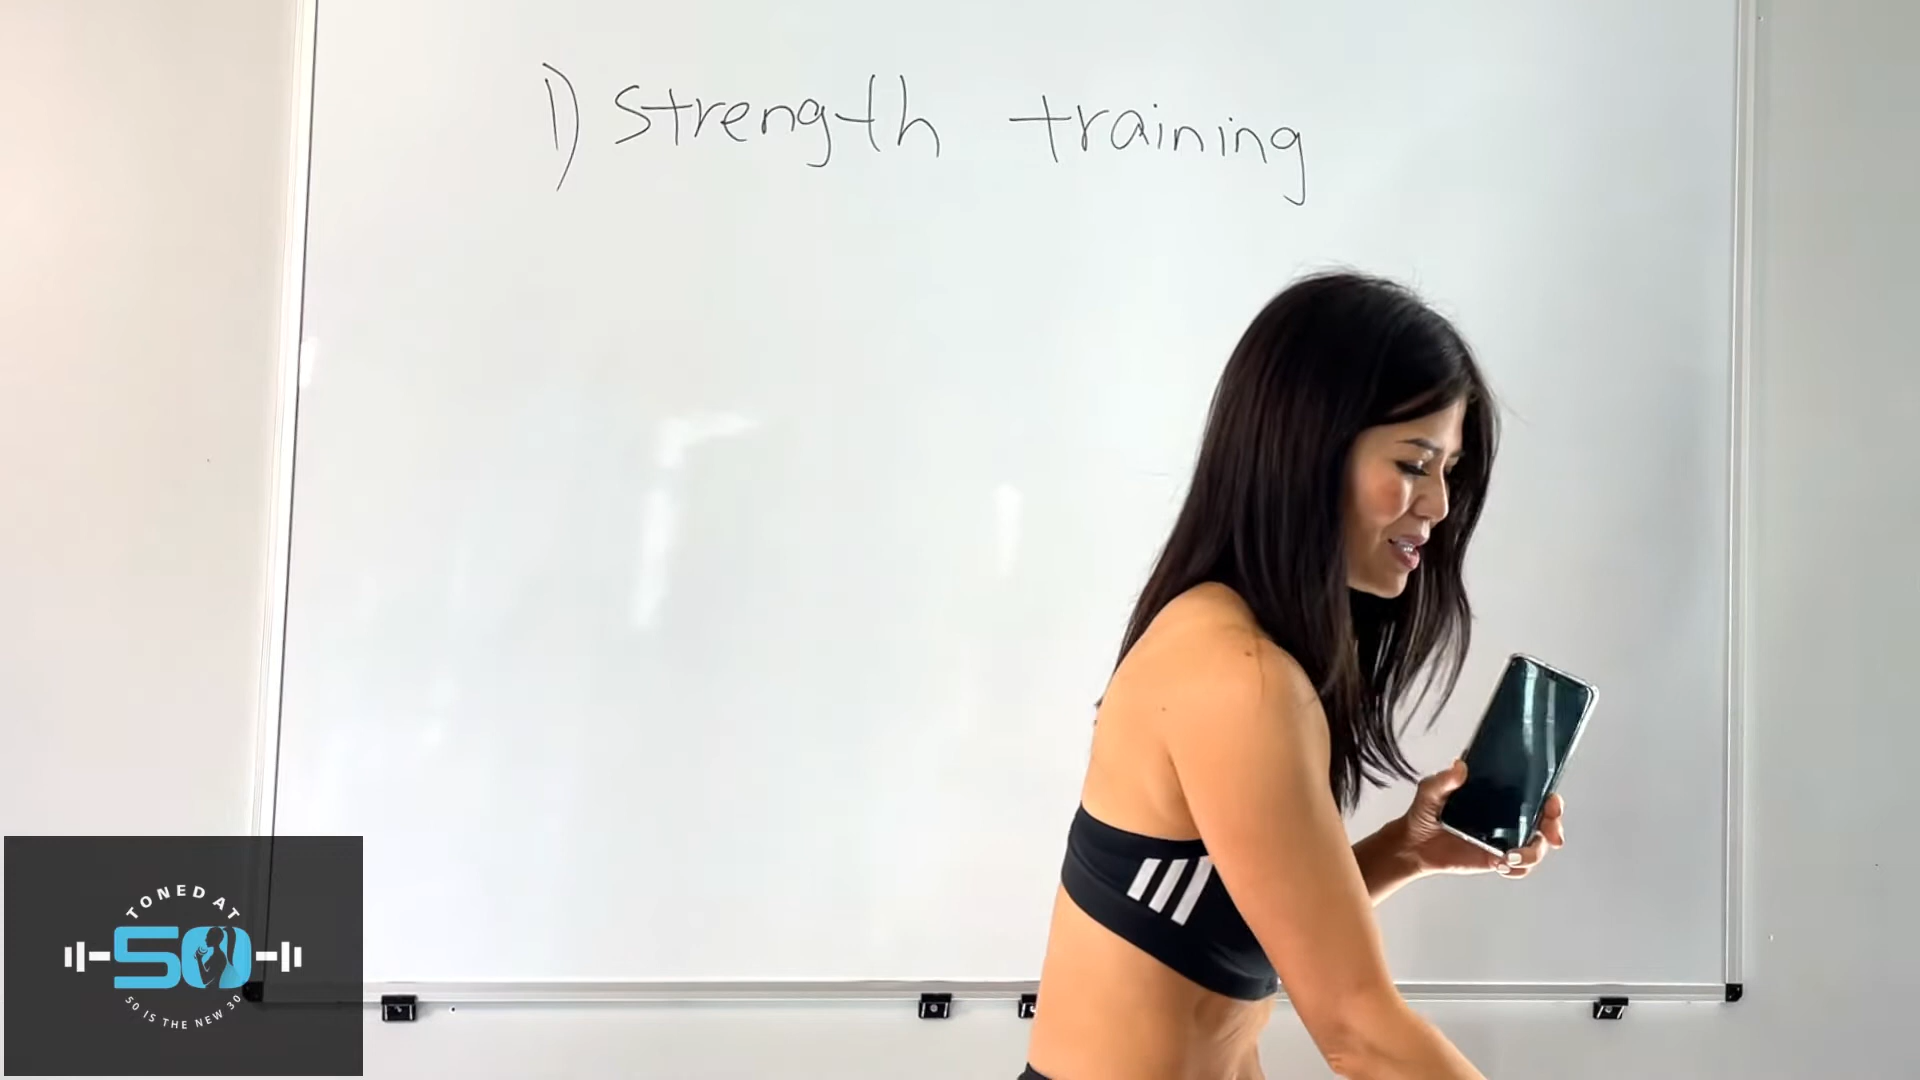 1) strength training
TONED AT
50
50 IS THE NEW 30